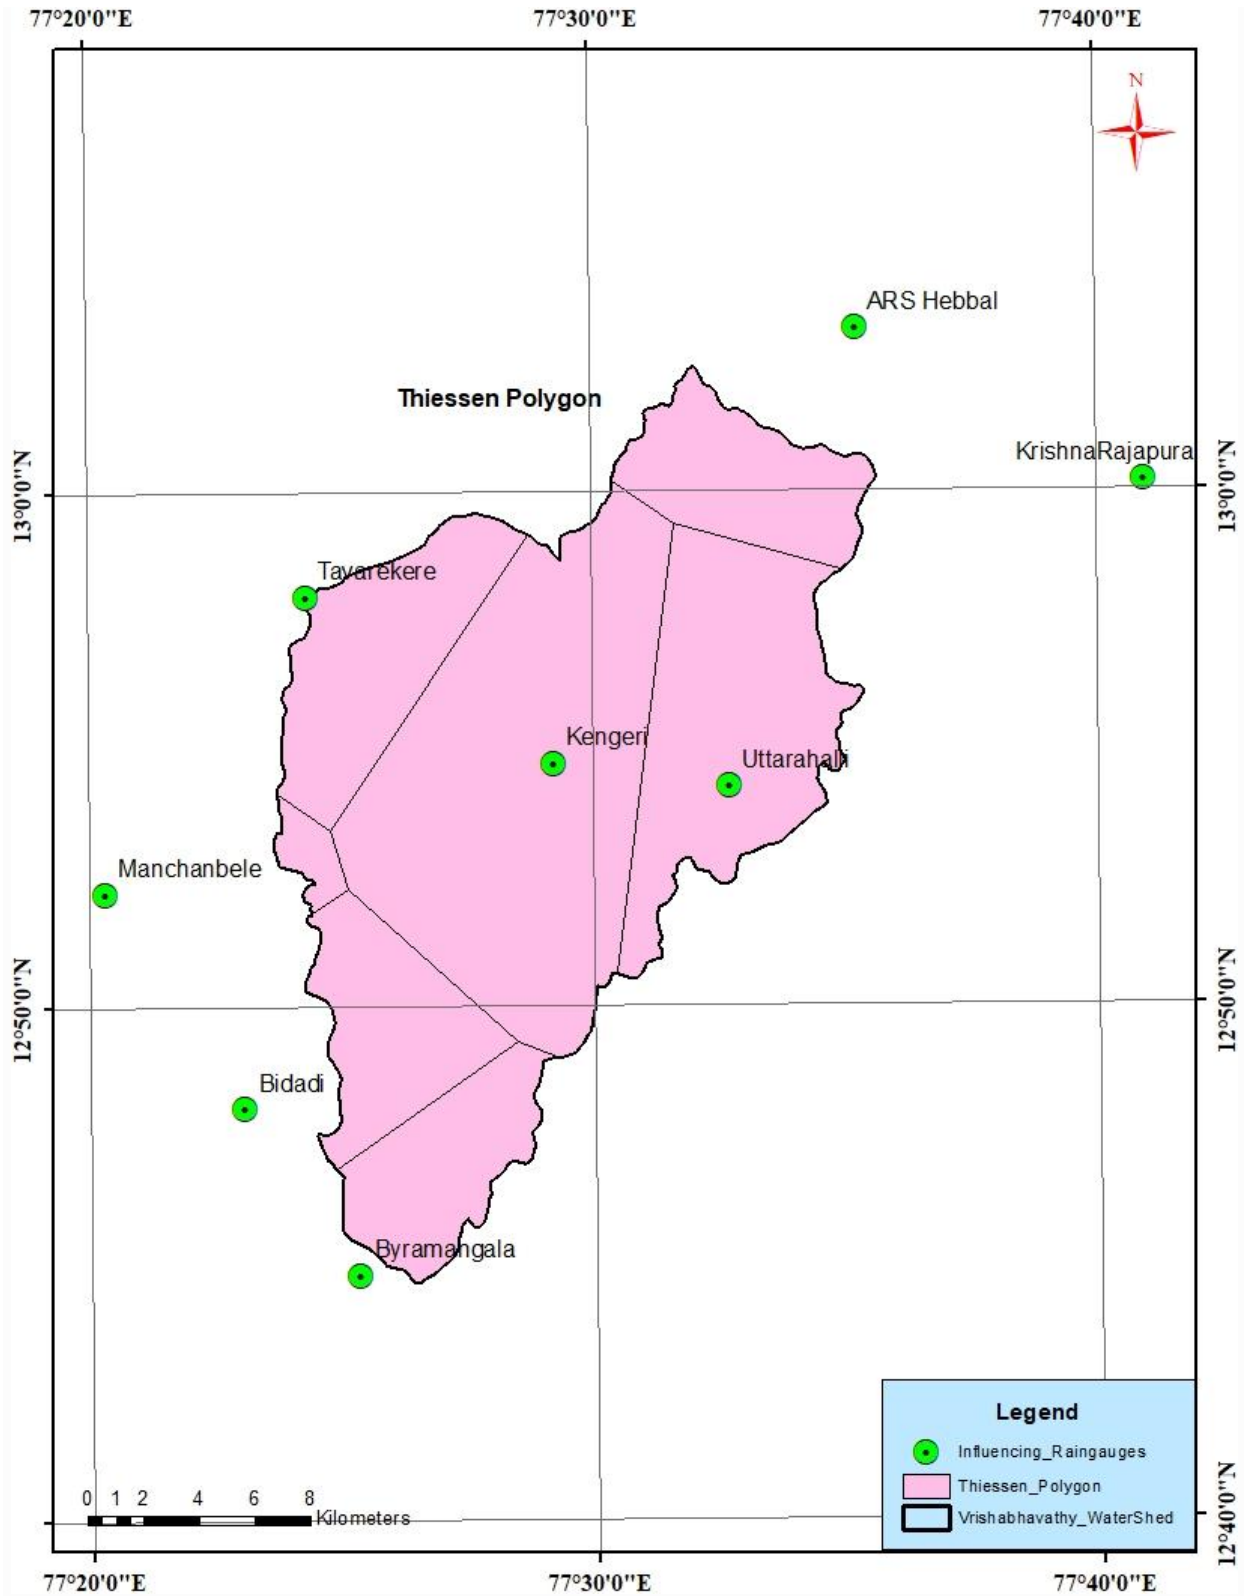 77°20'0"E 77°30'0"E 77°40'0"E
N
ARS Hebbal
Thiessen Polygon
KrishnaRajapura
13°0'0"N 13°0'0"N
Tavarekere
Kengeri
Uttarahalli
Manchanbele
12°50'0"N 12°50'0"N
Bidadi
Byramangala
Legend
Influencing_Raingauges
Thiessen_Polygon
Vrishabhavathy_WaterShed
0 1 2 4 6 8
Kilometers
12°40'0"N
77°20'0"E 77°30'0"E 77°40'0"E